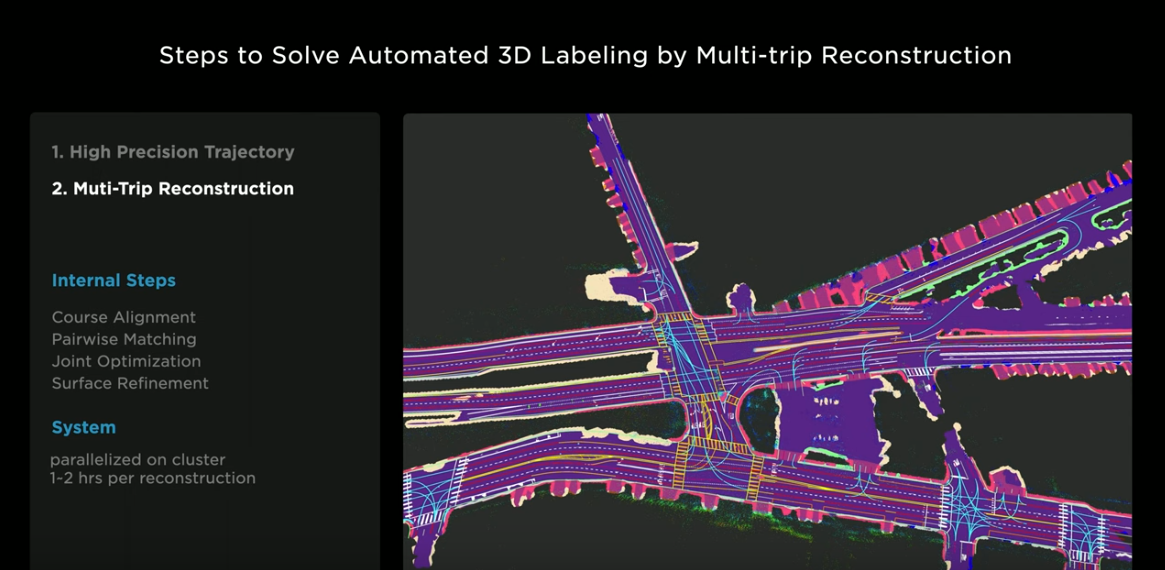 Steps to Solve Automated 3D Labeling by Multi-trip Reconstruction
1. High Precision Trajectory
2. Muti-Trip Reconstruction
Internal Steps
Course Alignment
Pairwise Matching
Joint Optimization
Surface Refinement
System
parallelized on cluster
1-2 hrs per reconstruction